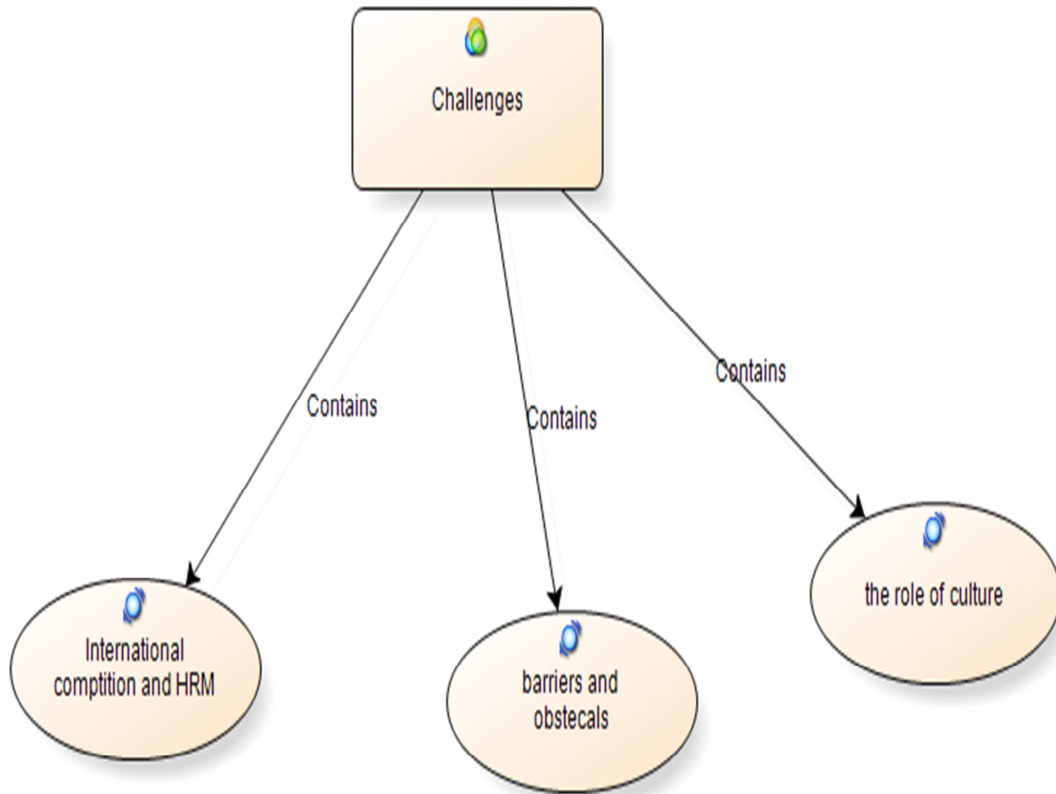 Challenges
Contains
Contains
Contains
International
comptition and HRM
barriers and
obstecals
the role of culture